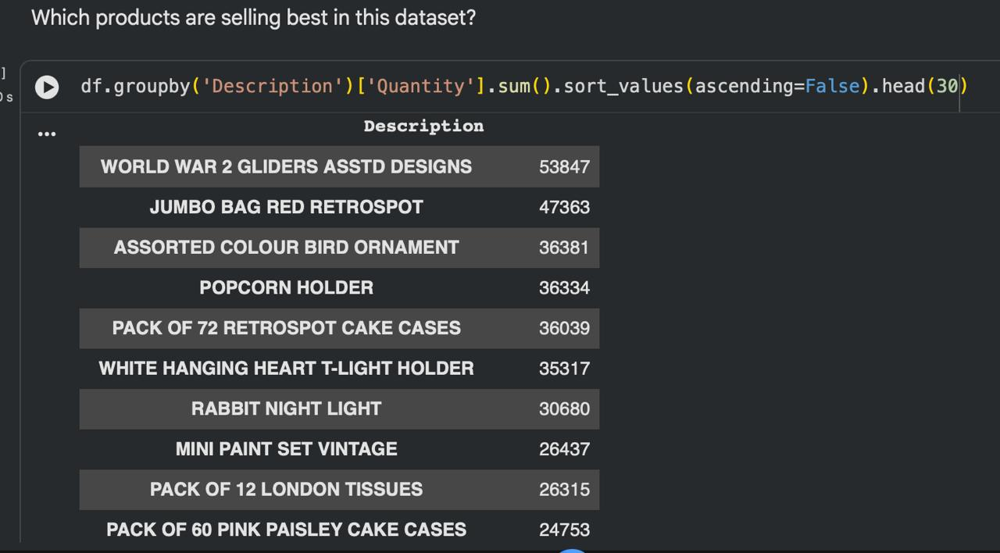 Which products are selling best in this dataset?
]
df.groupby('Description')['Quantity'].sum().sort_values(ascending=False).head(30)
0s
...
Description
WORLD WAR 2 GLIDERS ASSTD DESIGNS 53847
JUMBO BAG RED RETROSPOT 47363
ASSORTED COLOUR BIRD ORNAMENT 36381
POPCORN HOLDER 36334
PACK OF 72 RETROSPOT CAKE CASES 36039
WHITE HANGING HEART T-LIGHT HOLDER 35317
RABBIT NIGHT LIGHT 30680
MINI PAINT SET VINTAGE 26437
PACK OF 12 LONDON TISSUES 26315
PACK OF 60 PINK PAISLEY CAKE CASES 24753